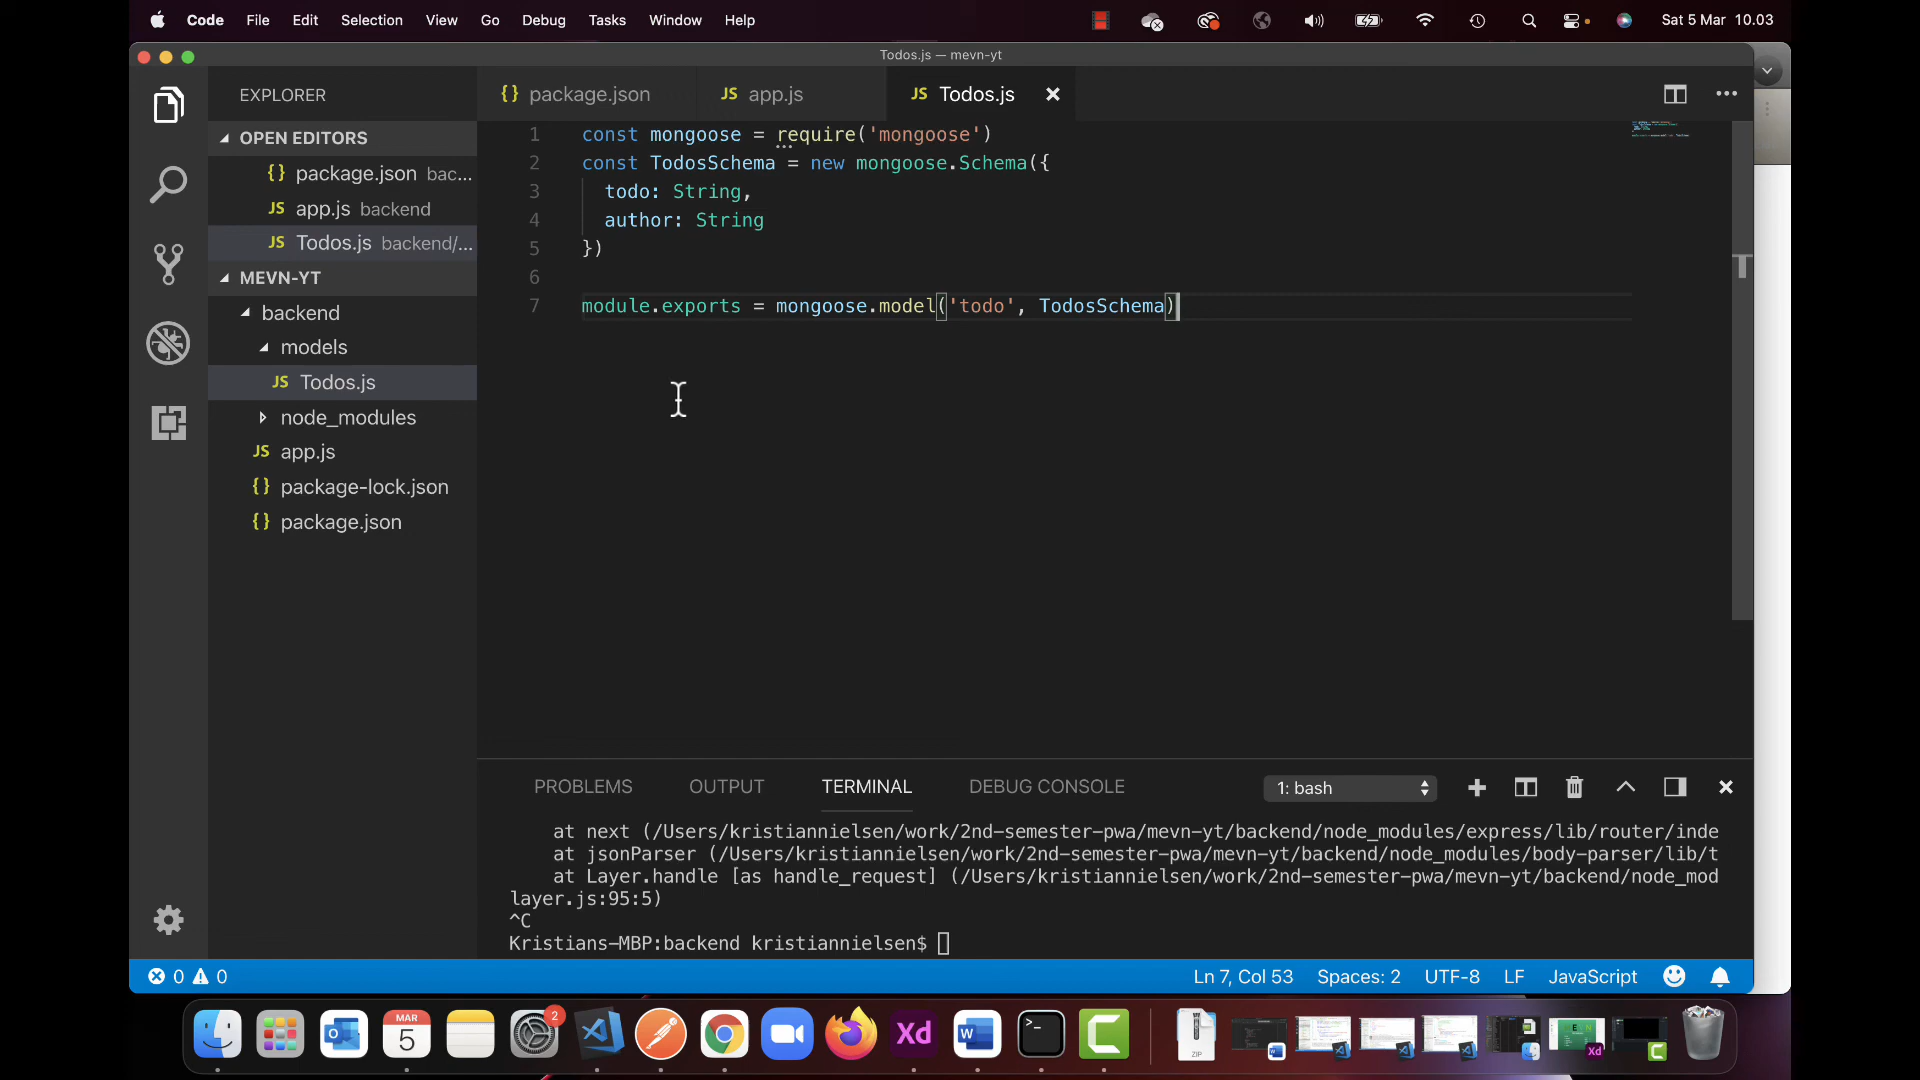 Code File Edit Selection View Go Debug Tasks Window Help Sat 5 Mar 10.03
Todos.js — mevn-yt
EXPLORER
OPEN EDITORS
{} package.json bac...
JS app.js backend
JS Todos.js backend/...
MEVN-YT
backend
models
JS Todos.js
node_modules
JS app.js
{} package-lock.json
{} package.json
{} package.json JS app.js JS Todos.js
1 const mongoose = require('mongoose')
2 const TodosSchema = new mongoose.Schema({
3 todo: String,
4 author: String
5 })
6
7 module.exports = mongoose.model('todo', TodosSchema)
PROBLEMS OUTPUT TERMINAL DEBUG CONSOLE 1: bash
at next (/Users/kristiannielsen/work/2nd-semester-pwa/mevn-yt/backend/node_modules/express/lib/router/inde
at jsonParser (/Users/kristiannielsen/work/2nd-semester-pwa/mevn-yt/backend/node_modules/body-parser/lib/t
at Layer.handle [as handle_request] (/Users/kristiannielsen/work/2nd-semester-pwa/mevn-yt/backend/node_mod
layer.js:95:5)
^C
Kristians-MBP:backend kristiannielsen$
0 0 Ln 7, Col 53 Spaces: 2 UTF-8 LF JavaScript
MAR
5
2
Xd
W
>_
C
ZIP